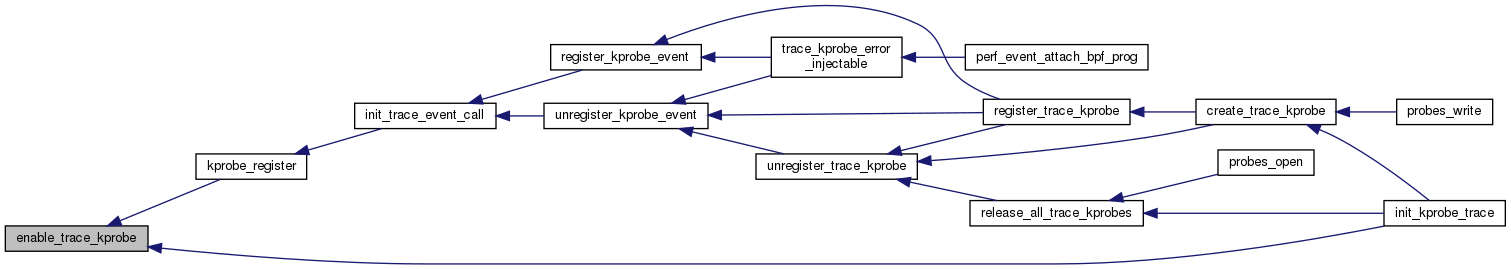 register_kprobe_event
trace_kprobe_error
_injectable
perf_event_attach_bpf_prog
init_trace_event_call
unregister_kprobe_event
register_trace_kprobe
create_trace_kprobe
probes_write
kprobe_register
unregister_trace_kprobe
probes_open
release_all_trace_kprobes
init_kprobe_trace
enable_trace_kprobe